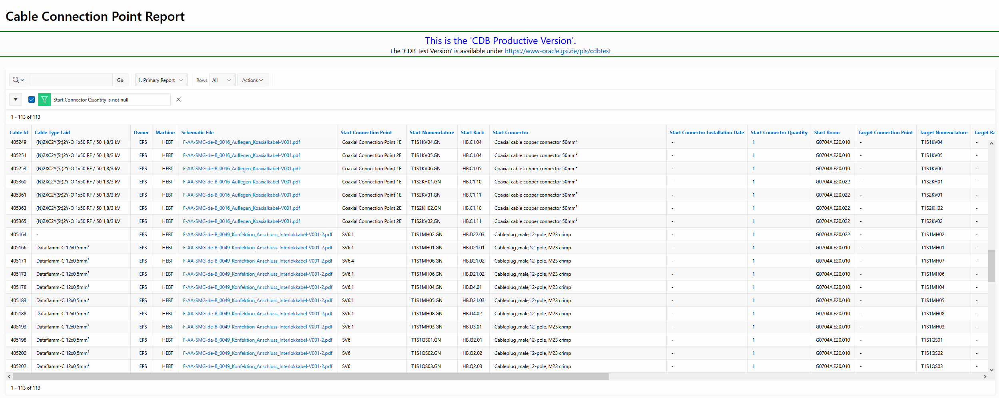 Cable Connection Point Report
This is the 'CDB Productive Version'.
The 'CDB Test Version' is available under https://www-oracle.gsi.de/pls/cdbtest
Go 1. Primary Report Rows All Actions
Start Connector Quantity is not null
1 - 113 of 113
Cable Id Cable Type Laid Owner Machine Schematic File Start Connection Point Start Nomenclature Start Rack Start Connector Start Connector Installation Date Start Connector Quantity Start Room Target Connection Point Target Nomenclature Target Ra
405249 (N)2XC2Y(St)2Y-O 1x50 RF / 50 1,8/3 kV EPS HEBT F-AA-SMG-de-B_0016_Auflegen_Koaxialkabel-V001.pdf Coaxial Connection Point 1E T1S1KV04.GN HB.C1.04 Coaxial cable copper connector 50mm² - 1 G0704A.E20.010 - T1S1KV04 -
405251 (N)2XC2Y(St)2Y-O 1x50 RF / 50 1,8/3 kV EPS HEBT F-AA-SMG-de-B_0016_Auflegen_Koaxialkabel-V001.pdf Coaxial Connection Point 2E T1S1KV05.GN HB.C1.04 Coaxial cable copper connector 50mm² - 1 G0704A.E20.010 - T1S1KV05 -
405253 (N)2XC2Y(St)2Y-O 1x50 RF / 50 1,8/3 kV EPS HEBT F-AA-SMG-de-B_0016_Auflegen_Koaxialkabel-V001.pdf Coaxial Connection Point 1E T1S1KV06.GN HB.C1.05 Coaxial cable copper connector 50mm² - 1 G0704A.E20.010 - T1S1KV06 -
405360 (N)2XC2Y(St)2Y-O 1x50 RF / 50 1,8/3 kV EPS HEBT F-AA-SMG-de-B_0016_Auflegen_Koaxialkabel-V001.pdf Coaxial Connection Point 1E T1S2KH01.GN HB.C1.10 Coaxial cable copper connector 50mm² - 1 G0704A.E20.022 - T1S2KH01 -
405361 (N)2XC2Y(St)2Y-O 1x50 RF / 50 1,8/3 kV EPS HEBT F-AA-SMG-de-B_0016_Auflegen_Koaxialkabel-V001.pdf Coaxial Connection Point 1E T1S2KV01.GN HB.C1.11 Coaxial cable copper connector 50mm² - 1 G0704A.E20.022 - T1S2KV01 -
405363 (N)2XC2Y(St)2Y-O 1x50 RF / 50 1,8/3 kV EPS HEBT F-AA-SMG-de-B_0016_Auflegen_Koaxialkabel-V001.pdf Coaxial Connection Point 2E T1S2KH02.GN HB.C1.10 Coaxial cable copper connector 50mm² - 1 G0704A.E20.022 - T1S2KH02 -
405365 (N)2XC2Y(St)2Y-O 1x50 RF / 50 1,8/3 kV EPS HEBT F-AA-SMG-de-B_0016_Auflegen_Koaxialkabel-V001.pdf Coaxial Connection Point 2E T1S2KV02.GN HB.C1.11 Coaxial cable copper connector 50mm² - 1 G0704A.E20.022 - T1S2KV02 -
405164 - EPS HEBT F-AA-SMG-de-B_0049_Konfektion_Anschluss_Interlokkabel-V001-2.pdf SV6.1 T1S1MH02.GN HB.D22.03 Cableplug ,male,12-pole, M23 crimp - 1 G0704A.E20.022 - T1S1MH02 -
405166 Dataflamm-C 12x0,5mm² EPS HEBT F-AA-SMG-de-B_0049_Konfektion_Anschluss_Interlokkabel-V001-2.pdf SV6.1 T1S1MH01.GN HB.D21.01 Cableplug ,male,12-pole, M23 crimp - 1 G0704A.E20.010 - T1S1MH01 -
405171 Dataflamm-C 12x0,5mm² EPS HEBT F-AA-SMG-de-B_0049_Konfektion_Anschluss_Interlokkabel-V001-2.pdf SV6.4 T1S1MH06.GN HB.D21.02 Cableplug ,male,12-pole, M23 crimp - 1 G0704A.E20.010 - T1S1MH07 -
405173 Dataflamm-C 12x0,5mm² EPS HEBT F-AA-SMG-de-B_0049_Konfektion_Anschluss_Interlokkabel-V001-2.pdf SV6.1 T1S1MH06.GN HB.D21.02 Cableplug ,male,12-pole, M23 crimp - 1 G0704A.E20.010 - T1S1MH06 -
405178 Dataflamm-C 12x0,5mm² EPS HEBT F-AA-SMG-de-B_0049_Konfektion_Anschluss_Interlokkabel-V001-2.pdf SV6.1 T1S1MH04.GN HB.D4.01 Cableplug ,male,12-pole, M23 crimp - 1 G0704A.E20.010 - T1S1MH04 -
405183 Dataflamm-C 12x0,5mm² EPS HEBT F-AA-SMG-de-B_0049_Konfektion_Anschluss_Interlokkabel-V001-2.pdf SV6.1 T1S1MH05.GN HB.D21.03 Cableplug ,male,12-pole, M23 crimp - 1 G0704A.E20.010 - T1S1MH05 -
405188 Dataflamm-C 12x0,5mm² EPS HEBT F-AA-SMG-de-B_0049_Konfektion_Anschluss_Interlokkabel-V001-2.pdf SV6.1 T1S1MH08.GN HB.D4.02 Cableplug ,male,12-pole, M23 crimp - 1 G0704A.E20.010 - T1S1MH08 -
405193 Dataflamm-C 12x0,5mm² EPS HEBT F-AA-SMG-de-B_0049_Konfektion_Anschluss_Interlokkabel-V001-2.pdf SV6.1 T1S1MH03.GN HB.D3.01 Cableplug ,male,12-pole, M23 crimp - 1 G0704A.E20.010 - T1S1MH03 -
405198 Dataflamm-C 12x0,5mm² EPS HEBT F-AA-SMG-de-B_0049_Konfektion_Anschluss_Interlokkabel-V001-2.pdf SV6 T1S1QS01.GN HB.Q2.01 Cableplug ,male,12-pole, M23 crimp - 1 G0704A.E20.010 - T1S1QS01 -
405200 Dataflamm-C 12x0,5mm² EPS HEBT F-AA-SMG-de-B_0049_Konfektion_Anschluss_Interlokkabel-V001-2.pdf SV6 T1S1QS02.GN HB.Q2.02 Cableplug ,male,12-pole, M23 crimp - 1 G0704A.E20.010 - T1S1QS02 -
405202 Dataflamm-C 12x0,5mm² EPS HEBT F-AA-SMG-de-B_0049_Konfektion_Anschluss_Interlokkabel-V001-2.pdf SV6 T1S1QS03.GN HB.Q2.03 Cableplug ,male,12-pole, M23 crimp - 1 G0704A.E20.010 - T1S1QS03 -
1 - 113 of 113